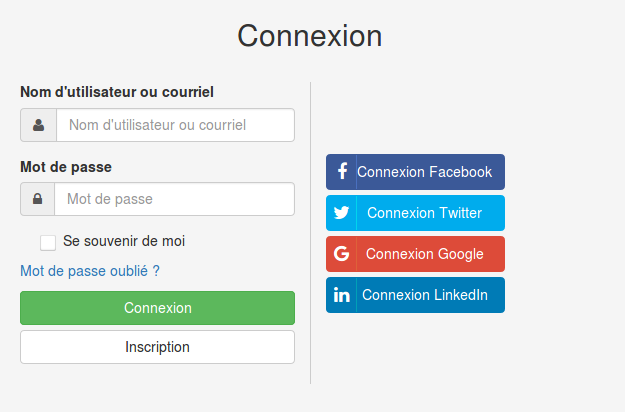 Connexion
Nom d'utilisateur ou courriel
Nom d'utilisateur ou courriel
Mot de passe
Mot de passe
Se souvenir de moi
Mot de passe oublié ?
Connexion
Inscription
Connexion Facebook
Connexion Twitter
Connexion Google
Connexion LinkedIn